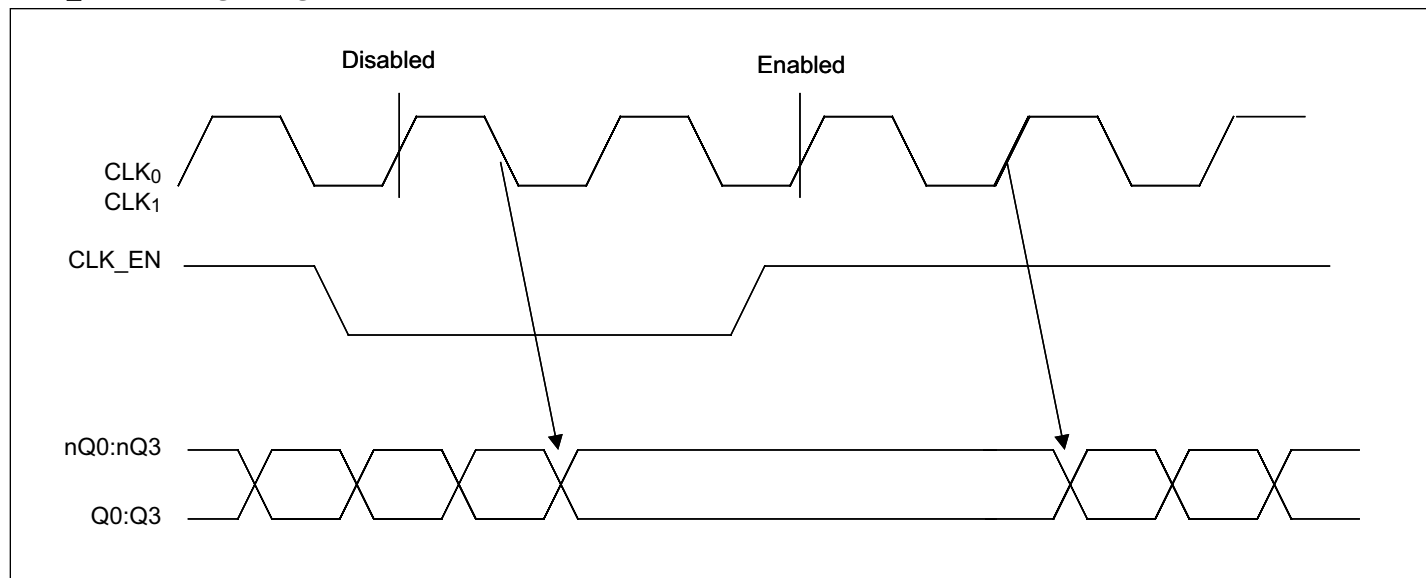 Disabled
Enabled
CLK0
CLK1
CLK_EN
nQ0:nQ3
Q0:Q3